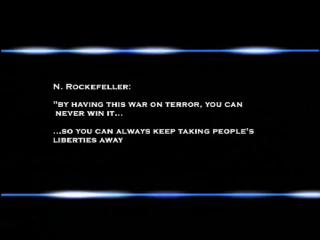 N. ROCKEFELLER:
"BY HAVING THIS WAR ON TERROR, YOU CAN
NEVER WIN IT...
...SO YOU CAN ALWAYS KEEP TAKING PEOPLE'S
LIBERTIES AWAY